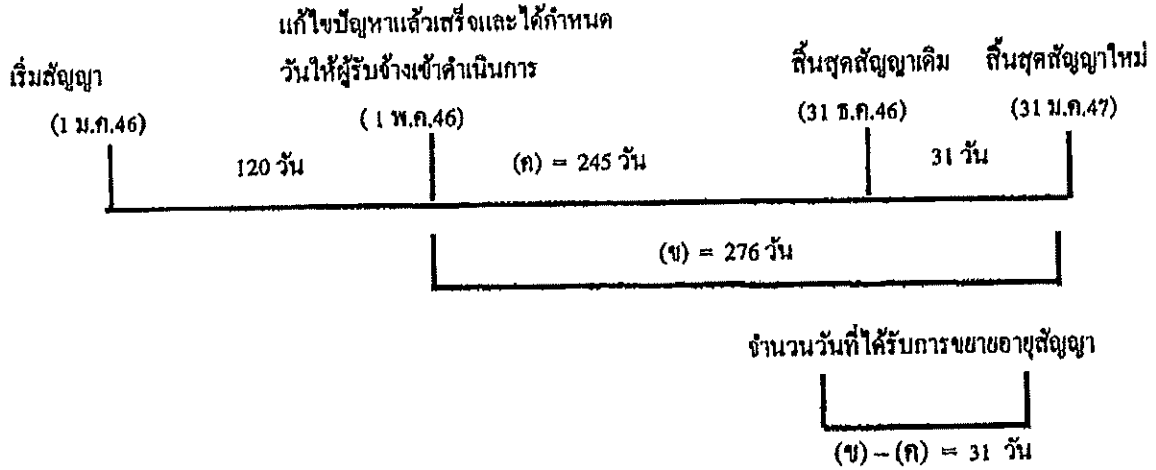 แก้ไขปัญหาแล้วเสร็จและได้กำหนด
เริ่มสัญญา วันให้ผู้รับจ้างเข้าดำเนินการ สิ้นสุดสัญญาเดิม สิ้นสุดสัญญาใหม่
(1 ม.ค.46) ( 1 พ.ค.46) (31 ธ.ค.46) (31 ม.ค.47)
120 วัน (ค) = 245 วัน 31 วัน
(ข) = 276 วัน
จำนวนวันที่ได้รับการขยายอายุสัญญา
(ข) – (ค) = 31 วัน